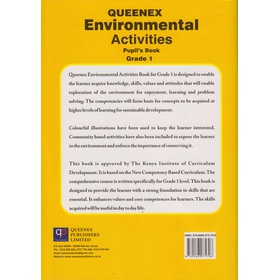 QUEENEX
Environmental
Activities
Pupil's Book
Grade 1
Queenex Environmental Activities Book for Grade 1 is designed to enable
the learner acquire knowledge, skills, values and attitudes that will enable
exploration of the environment for enjoyment, learning and problem
solving. The competencies will form basis for concepts to be acquired at
higher levels of learning for sustainable development.
Colourful illustrations have been used to keep the learner interested.
Community based activities have also been included to expose the learner
to the environment and enforce the importance of conserving it.
This book is approved by The Kenya Institute of Curriculum
Development. It is based on the New Competency Based Curriculum. The
comprehensive course is written specifically for Grade 1 level. This book is
designed to provide the learner with a strong foundation in skills that are
essential. It enhances values and core competences for learners. The skills
acquired will be useful in day to day life.
QUEENEX
PUBLISHERS
LIMITED